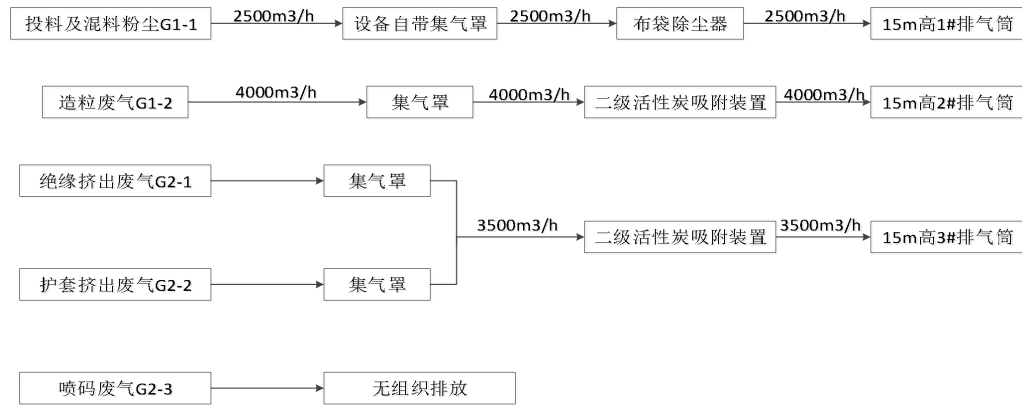 投料及混料粉尘G1-1
2500m3/h
设备自带集气罩
2500m3/h
布袋除尘器
2500m3/h
15m高1#排气筒
造粒废气G1-2
4000m3/h
集气罩
4000m3/h
二级活性炭吸附装置
4000m3/h
15m高2#排气筒
绝缘挤出废气G2-1
集气罩
3500m3/h
二级活性炭吸附装置
3500m3/h
15m高3#排气筒
护套挤出废气G2-2
集气罩
喷码废气G2-3
无组织排放